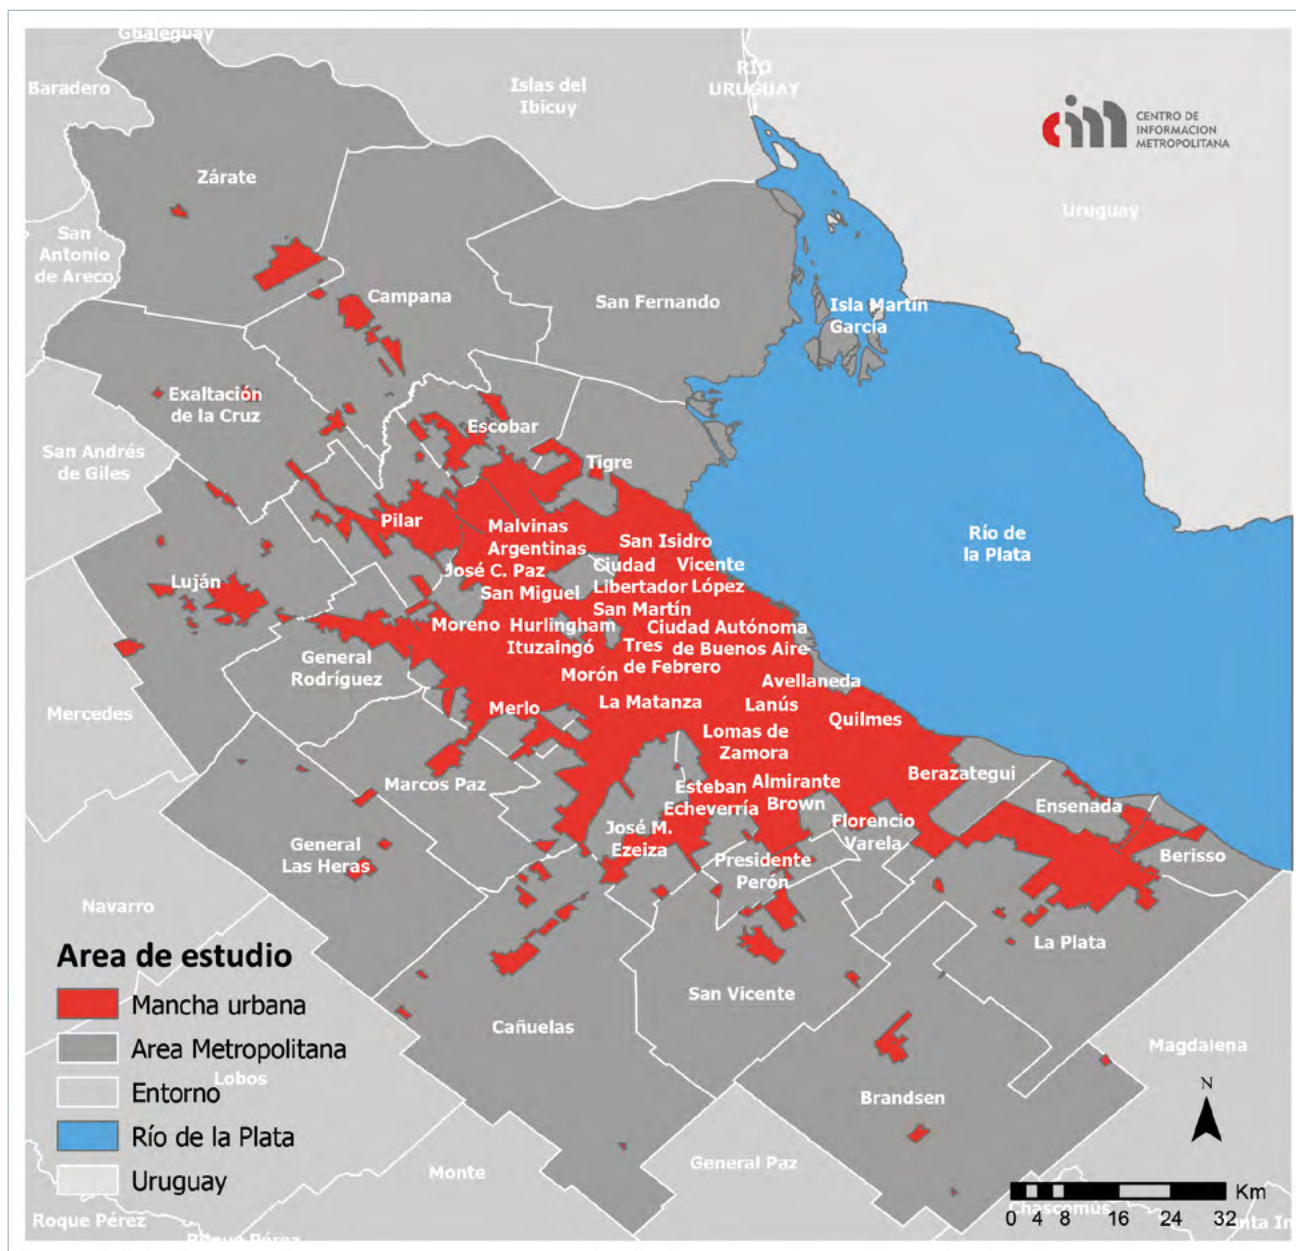 Gualeguay
Baradero
Islas del
Ibicuy
RIO
URUGUAY
CENTRO DE
INFORMACION
METROPOLITANA
cim
Zárate
Uruguay
San
Antonio
de Areco
Campana
San Fernando
Isla Martín
García
Exaltación
de la Cruz
Escobar
San Andrés
de Giles
Tigre
Pilar
Malvinas
Argentinas
San Isidro
Río de
la Plata
José C. Paz
Ciudad
Libertador
San Martín
Vicente
López
Luján
San Miguel
Moreno
Hurlingham
Ituzaingó
Ciudad Autónoma
de Buenos Aire
Tres
de Febrero
General
Rodríguez
Morón
Avellaneda
Mercedes
Merlo
La Matanza
Lanús
Quilmes
Lomas de
Zamora
Marcos Paz
Esteban
Echeverría
Almirante
Brown
Berazategui
Ensenada
José M.
Ezeiza
Florencio
Varela
General
Las Heras
Presidente
Perón
Berisso
Navarro
La Plata
Area de estudio
Mancha urbana
Area Metropolitana
Entorno
Río de la Plata
Uruguay
San Vicente
Cañuelas
Magdalena
Lobos
Brandsen
N
Monte
General Paz
Km
0 4 8 16 24 32
Chascomús
Roque Pérez
Roque Pérez